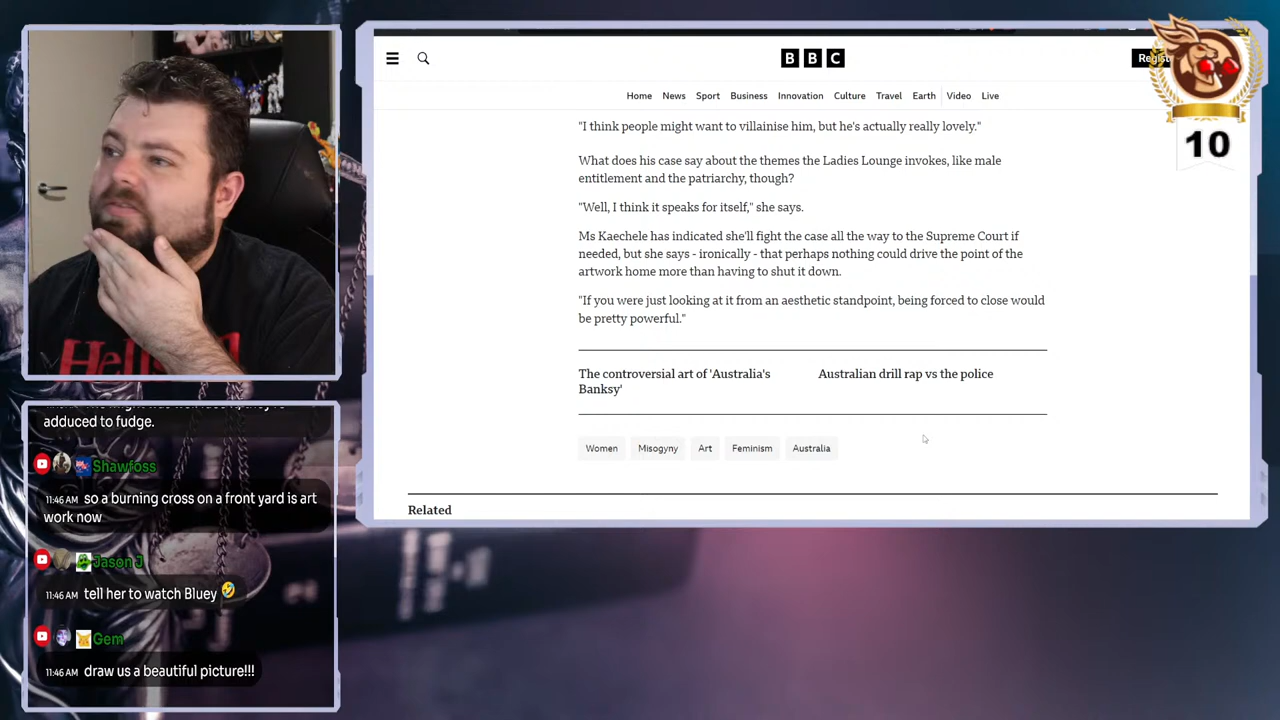 BBC
Home News Sport Business Innovation Culture Travel Earth Video Live
10
"I think people might want to villainise him, but he's actually really lovely."
What does his case say about the themes the Ladies Lounge invokes, like male
entitlement and the patriarchy, though?
"Well, I think it speaks for itself," she says.
Ms Kaechele has indicated she'll fight the case all the way to the Supreme Court if
needed, but she says - ironically - that perhaps nothing could drive the point of the
artwork home more than having to shut it down.
"If you were just looking at it from an aesthetic standpoint, being forced to close would
be pretty powerful."
The controversial art of 'Australia's
Banksy'
Australian drill rap vs the police
Women Misogyny Art Feminism Australia
Related
adduced to fudge.
Shawfoss
11:46 AM so a burning cross on a front yard is art
work now
Jason J
11:46 AM tell her to watch Bluey
Gem
11:46 AM draw us a beautiful picture!!!